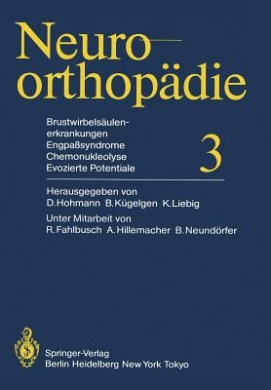 Neuro-
orthopädie
Brustwirbelsäulen-
erkrankungen
Engpaßsyndrome
Chemonukleolyse
Evozierte Potentiale
3
Herausgegeben von
D. Hohmann B. Kügelgen K. Liebig
Unter Mitarbeit von
R. Fahlbusch A. Hillemacher B. Neundörfer
Springer-Verlag
Berlin Heidelberg New York Tokyo